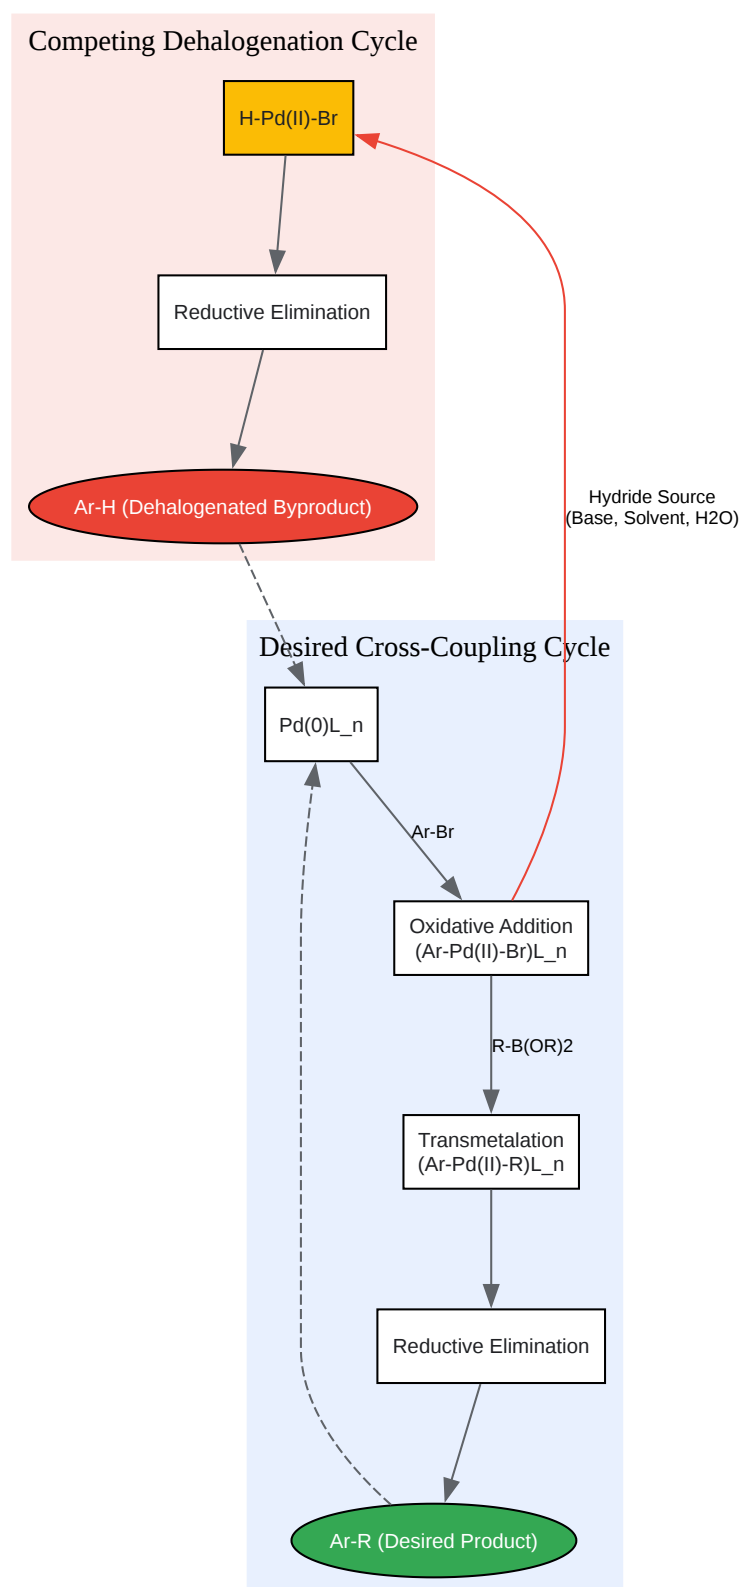 Competing Dehalogenation Cycle
H-Pd(II)-Br
Reductive Elimination
Ar-H (Dehalogenated Byproduct)
Hydride Source
(Base, Solvent, H2O)
Desired Cross-Coupling Cycle
Pd(0)L_n
Ar-Br
Oxidative Addition
(Ar-Pd(II)-Br)L_n
R-B(OR)2
Transmetalation
(Ar-Pd(II)-R)L_n
Reductive Elimination
Ar-R (Desired Product)